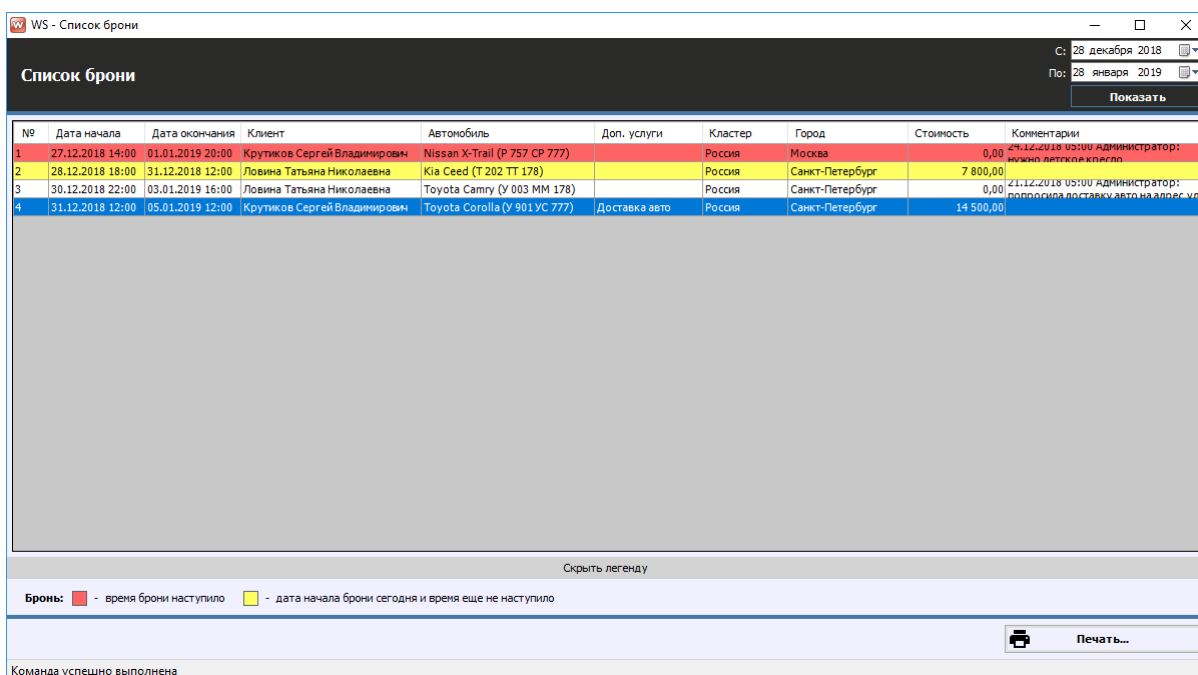 WS - Список брони
С: 28 декабря 2018
Список брони
По: 28 января 2019
Показать
№ Дата начала Дата окончания Клиент Автомобиль Доп. услуги Кластер Город Стоимость Комментарии
1 27.12.2018 14:00 01.01.2019 20:00 Крутиков Сергей Владимирович Nissan X-Trail (Р 757 СР 777) Россия Москва 0,00 24.12.2018 05:00 Администратор:
нужно детское кресло
2 28.12.2018 18:00 31.12.2018 12:00 Ловина Татьяна Николаевна Kia Ceed (Т 202 ТТ 178) Россия Санкт-Петербург 7 800,00
3 30.12.2018 22:00 03.01.2019 16:00 Ловина Татьяна Николаевна Toyota Camry (У 003 ММ 178) Россия Санкт-Петербург 0,00 21.12.2018 05:00 Администратор:
попросила доставку авто на адрес
4 31.12.2018 12:00 05.01.2019 12:00 Крутиков Сергей Владимирович Toyota Corolla (У 901 УС 777) Доставка авто Россия Санкт-Петербург 14 500,00
Скрыть легенду
Бронь: - время брони наступило - дата начала брони сегодня и время еще не наступило
Печать...
Команда успешно выполнена